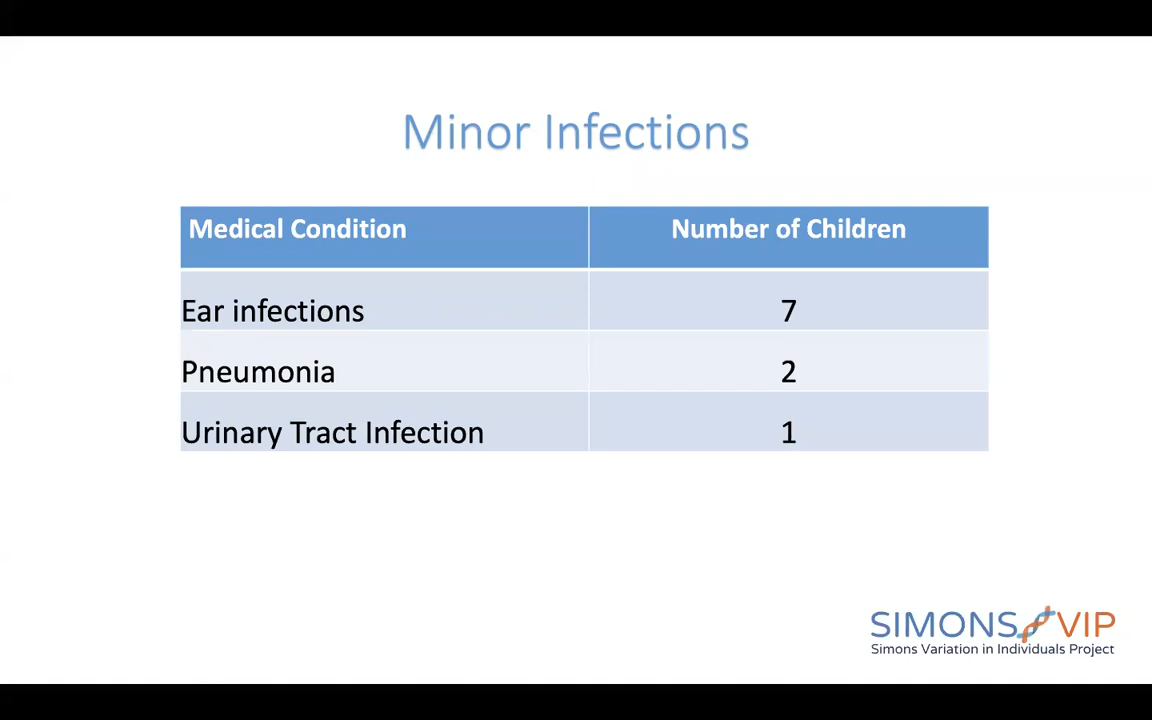 Minor Infections
Medical Condition Number of Children
Ear infections 7
Pneumonia 2
Urinary Tract Infection 1
SIMONS VIP
Simons Variation in Individuals Project